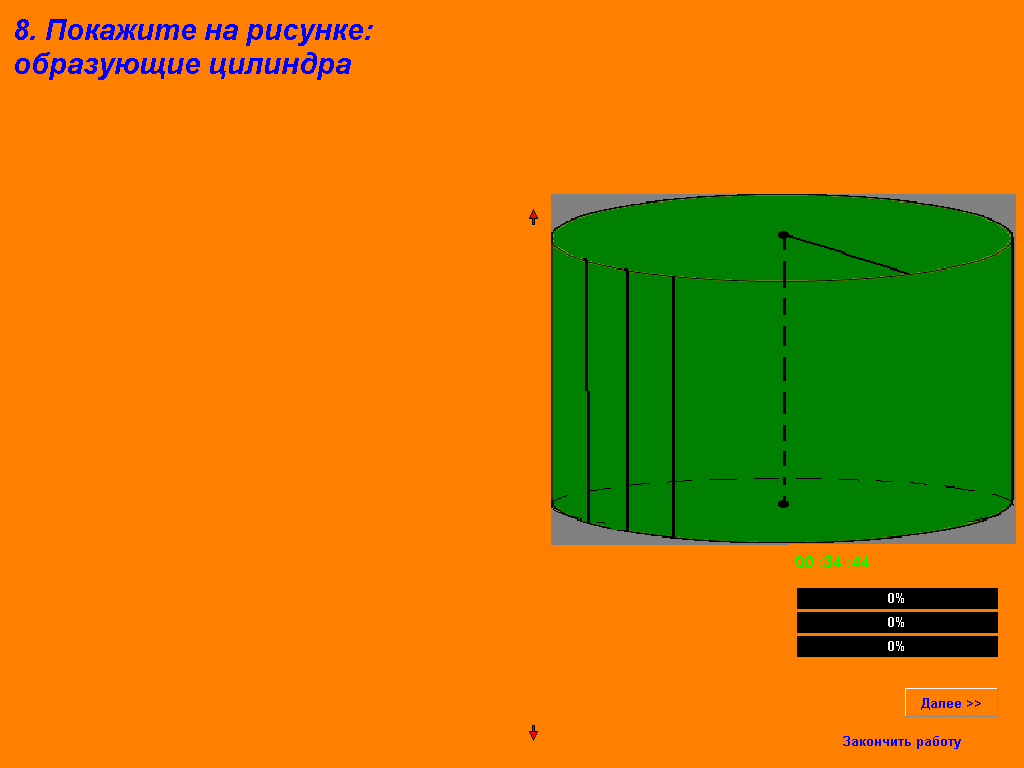 8. Покажите на рисунке:
образующие цилиндра
00 :34 :44
0%
0%
0%
Далее >>
Закончить работу